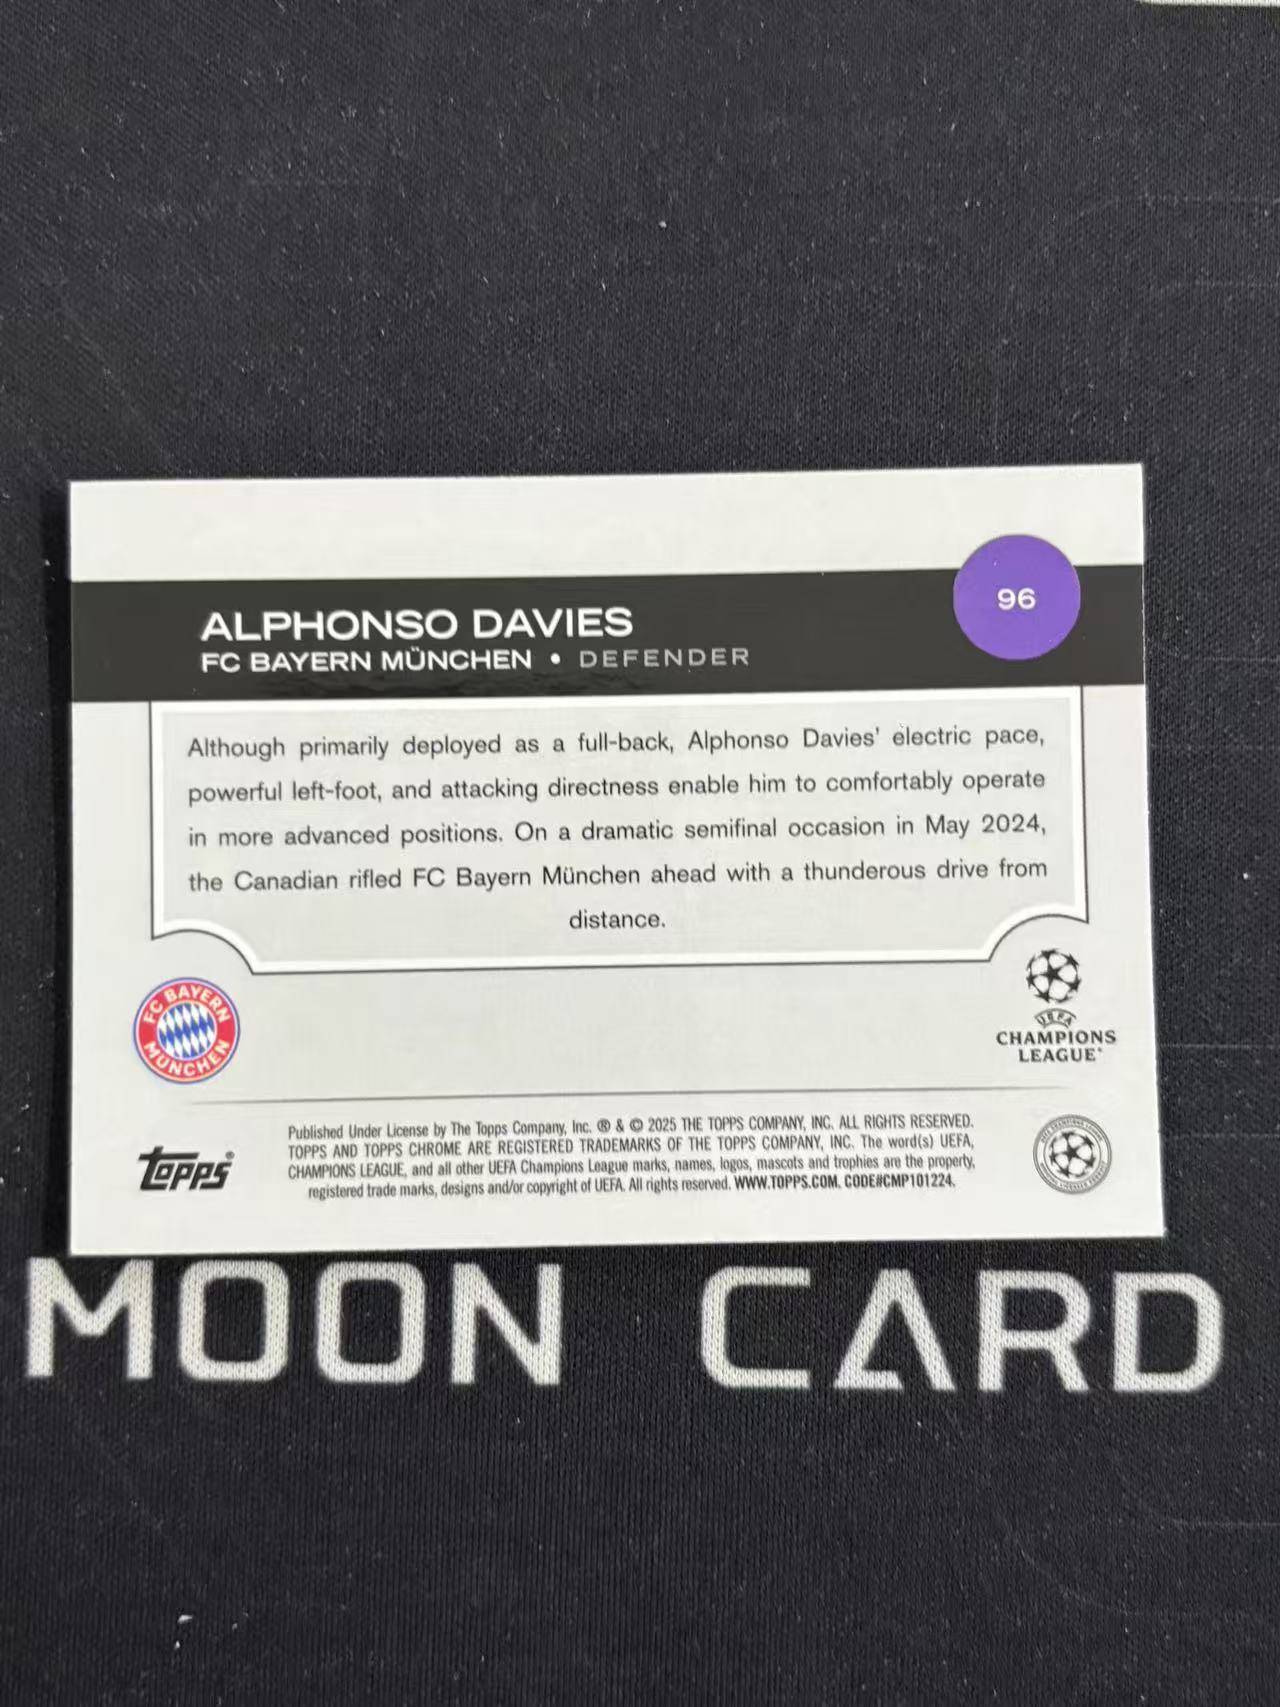 ALPHONSO DAVIES
FC BAYERN MÜNCHEN • DEFENDER
96
Although primarily deployed as a full-back, Alphonso Davies' electric pace,
powerful left-foot, and attacking directness enable him to comfortably operate
in more advanced positions. On a dramatic semifinal occasion in May 2024,
the Canadian rifled FC Bayern München ahead with a thunderous drive from
distance.
FC BAYERN
MÜNCHEN
UEFA
CHAMPIONS
LEAGUE
topps®
Published Under License by The Topps Company, Inc. ® & © 2025 THE TOPPS COMPANY, INC. ALL RIGHTS RESERVED.
TOPPS AND TOPPS CHROME ARE REGISTERED TRADEMARKS OF THE TOPPS COMPANY, INC. The word(s) UEFA,
CHAMPIONS LEAGUE, and all other UEFA Champions League marks, names, logos, mascots and trophies are the property,
registered trade marks, designs and/or copyright of UEFA. All rights reserved. WWW.TOPPS.COM. CODE#CMP101224.
MOON CARD